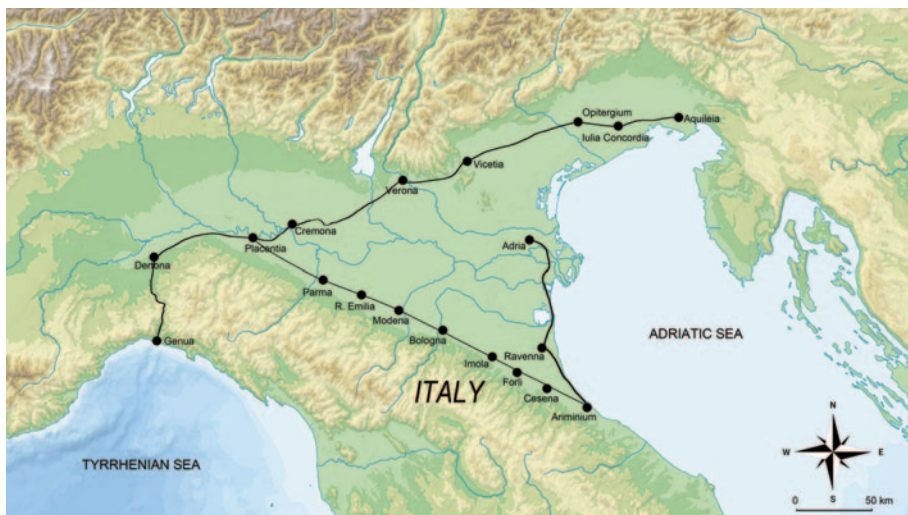 Opitergium
Aquileia
Iulia Concordia
Vicetia
Verona
Cremona
Placentia
Adria
Dertona
Parma
R. Emilia
Modena
Bologna
ADRIATIC SEA
Genua
Ravenna
Imola
Forlì
Cesena
ITALY
Ariminium
N
W
E
S
TYRRHENIAN SEA
0 50 km